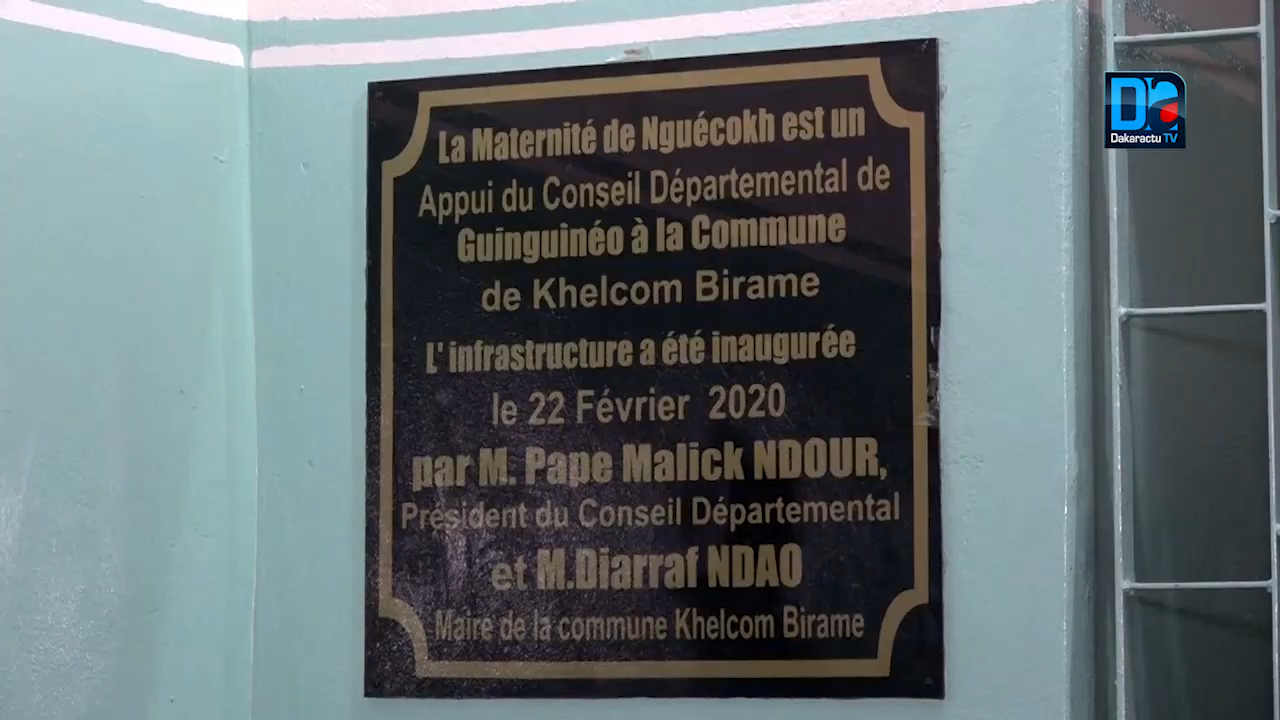 La Maternité de Nguécokh est un
Appui du Conseil Départemental de
Guinguinéo à la Commune
de Khelcom Birame
L' infrastructure a été inaugurée
le 22 Février 2020
par M. Pape Malick NDOUR,
Président du Conseil Départemental
et M.Diarraf NDAO
Maire de la commune Khelcom Birame
Dakaractu TV